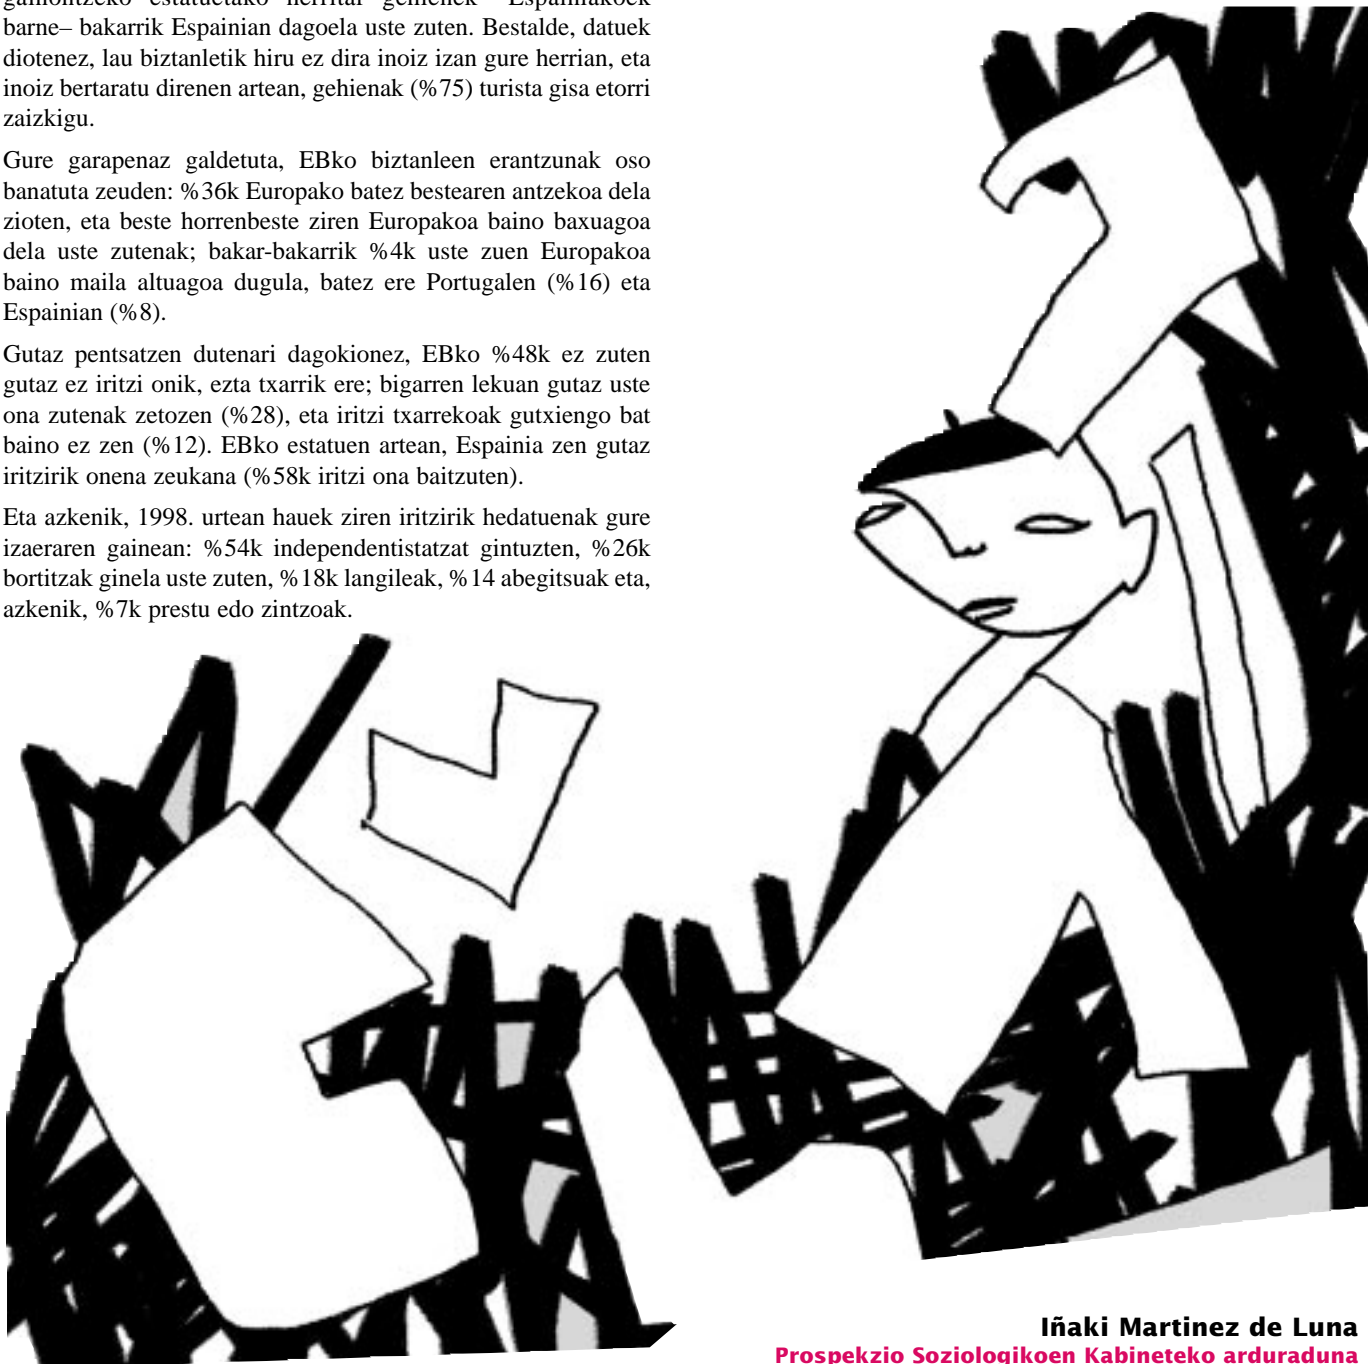 gainontzeko estatuetako herritar gehienek –Espainiakoek
barne– bakarrik Espainian dagoela uste zuten. Bestalde, datuek
diotenez, lau biztanletik hiru ez dira inoiz izan gure herrian, eta
inoiz bertaratu direnen artean, gehienak (%75) turista gisa etorri
zaizkigu.
Gure garapenaz galdetuta, EBko biztanleen erantzunak oso
banatuta zeuden: %36k Europako batez bestearen antzekoa dela
zioten, eta beste horrenbeste ziren Europakoa baino baxuagoa
dela uste zutenak; bakar-bakarrik %4k uste zuen Europakoa
baino maila altuagoa dugula, batez ere Portugalen (%16) eta
Espainian (%8).
Gutaz pentsatzen dutenari dagokionez, EBko %48k ez zuten
gutaz ez iritzi onik, ezta txarrik ere; bigarren lekuan gutaz uste
ona zutenak zetozen (%28), eta iritzi txarrekoak gutxiengo bat
baino ez zen (%12). EBko estatuen artean, Espainia zen gutaz
iritzirik onena zeukana (%58k iritzi ona baitzuten).
Eta azkenik, 1998. urtean hauek ziren iritzirik hedatuenak gure
izaeraren gainean: %54k independentistatzat gintuzten, %26k
bortitzak ginela uste zuten, %18k langileak, %14 abegitsuak eta,
azkenik, %7k prestu edo zintzoak.
Iñaki Martinez de Luna
Prospekzio Soziologikoen Kabineteko arduraduna